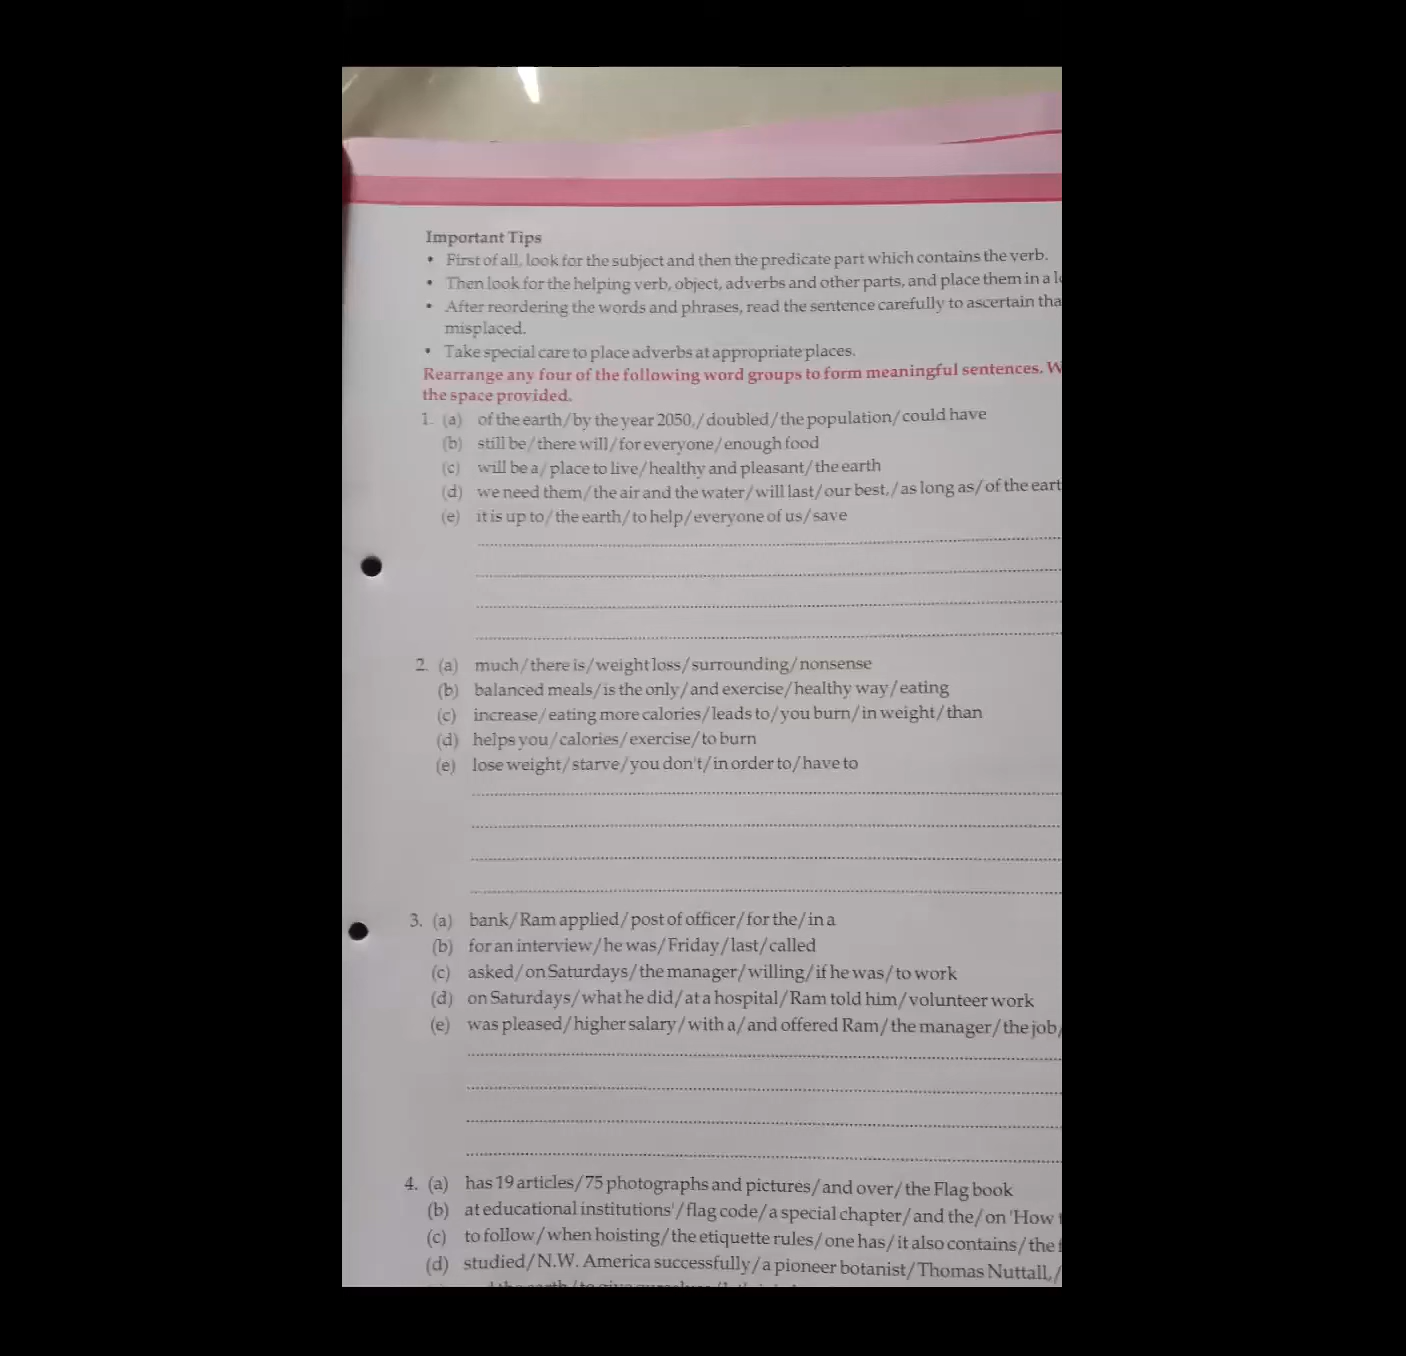 Important Tips
• First of all, look for the subject and then the predicate part which contains the verb.
• Then look for the helping verb, object, adverbs and other parts, and place them in a
• After reordering the words and phrases, read the sentence carefully to ascertain tha
misplaced.
• Take special care to place adverbs at appropriate places.
Rearrange any four of the following word groups to form meaningful sentences. W
the space provided.
1. (a) of the earth/by the year 2050,/doubled/the population/could have
(b) still be/there will/for everyone/enough food
(c) will be a/place to live/healthy and pleasant/the earth
(d) we need them/the air and the water/will last/our best,/as long as/of the eart
(e) it is up to/the earth/to help/everyone of us/save
2. (a) much/there is/weight loss/surrounding/nonsense
(b) balanced meals/is the only/and exercise/healthy way/eating
(c) increase/eating more calories/leads to/you burn/in weight/than
(d) helps you/calories/exercise/to burn
(e) lose weight/starve/you don't/in order to/have to
3. (a) bank/Ram applied/post of officer/for the/in a
(b) for an interview/he was/Friday/last/called
(c) asked/on Saturdays/the manager/willing/if he was/to work
(d) on Saturdays/what he did/at a hospital/Ram told him/volunteer work
(e) was pleased/higher salary/with a/and offered Ram/the manager/the job/
4. (a) has 19 articles/75 photographs and pictures/and over/the Flag book
(b) at educational institutions'/flag code/a special chapter/and the/on 'How
(c) to follow/when hoisting/the etiquette rules/one has/it also contains/the
(d) studied/N.W. America successfully/a pioneer botanist/Thomas Nuttall,/